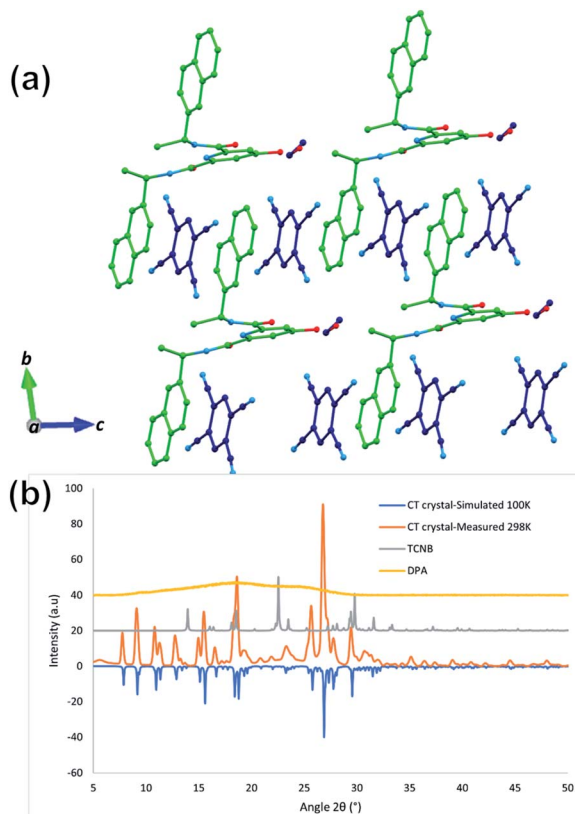 (a)
b
a
c
(b)
100
80
60
40
20
0
-20
-40
-60
Intensity (a.u)
CT crystal-Simulated 100K
CT crystal-Measured 298K
TCNB
DPA
5 10 15 20 25 30 35 40 45 50
Angle 2θ (°)